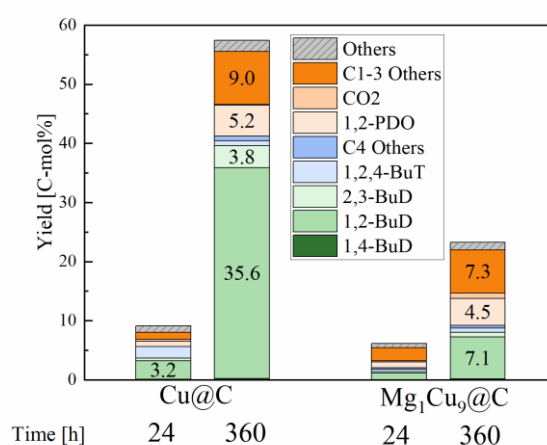 60
50
40
30
20
10
0
Yield [C-mol%]
Others
C1-3 Others
CO2
1,2-PDO
C4 Others
1,2,4-BuT
2,3-BuD
1,2-BuD
1,4-BuD
9.0
5.2
3.8
35.6
3.2
7.3
4.5
7.1
Cu@C Mg₁Cu₉@C
Time [h] 24 360 24 360